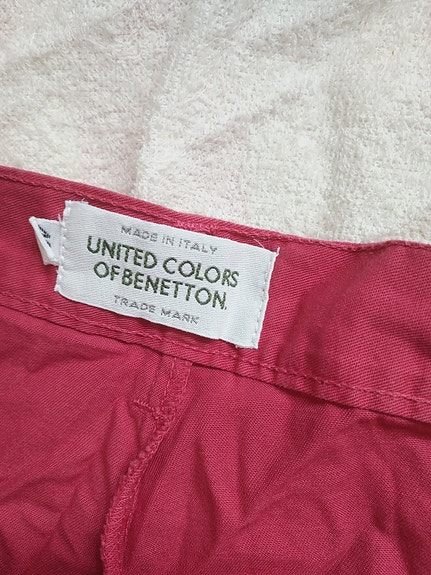 MADE IN ITALY
UNITED COLORS
OF BENETTON.
TRADE MARK